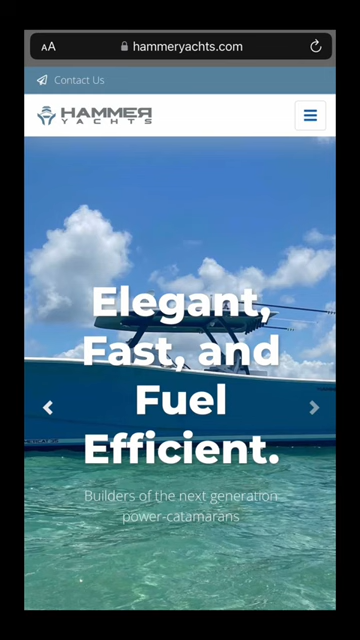 AA
hammeryachts.com
Contact Us
HAMMER
YACHTS
Elegant,
Fast, and
Fuel
Efficient.
Builders of the next generation
power-catamarans